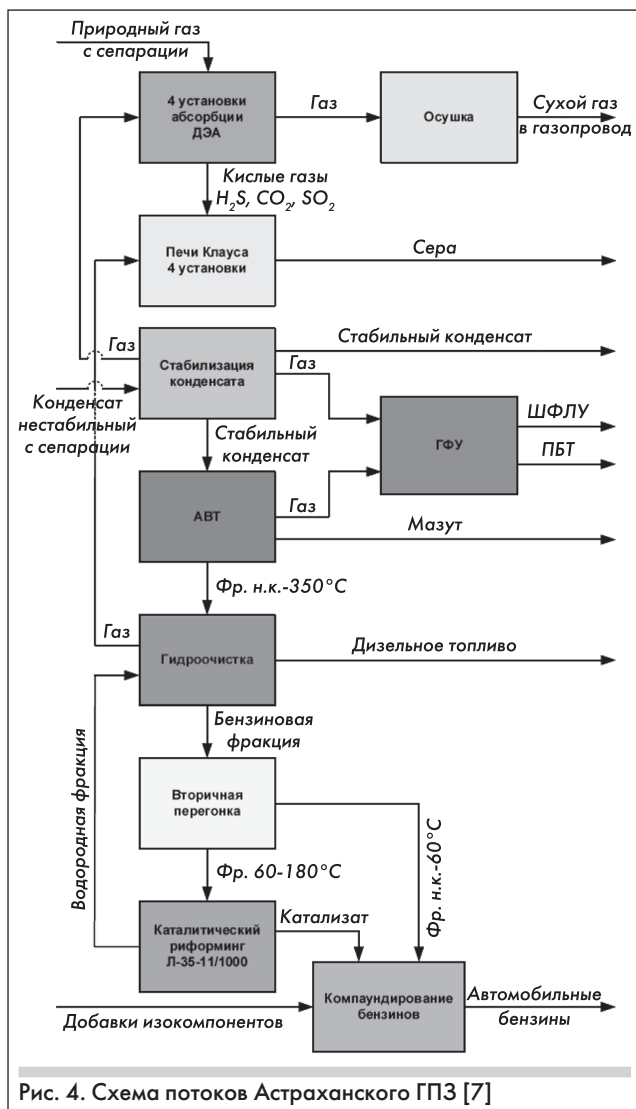 Природный газ
с сепарации
4 установки
абсорбции
ДЭА
Газ
Осушка
Сухой газ
в газопровод
Кислые газы
H₂S, CO₂, SO₂
Печи Клауса
4 установки
Сера
Газ
Стабилизация
конденсата
Стабильный конденсат
Газ
Конденсат
нестабильный
с сепарации
Стабильный
конденсат
ГФУ
ШФЛУ
ПБТ
АВТ
Газ
Мазут
Фр. н.к.-350°С
Газ
Гидроочистка
Дизельное топливо
Бензиновая
фракция
Водородная фракция
Вторичная
перегонка
Фр. н.к.-60°С
Фр. 60-180°С
Каталитический
риформинг
Л-35-11/1000
Катализат
Компаундирование
бензинов
Добавки изокомпонентов
Автомобильные
бензины
Рис. 4. Схема потоков Астраханского ГПЗ [7]